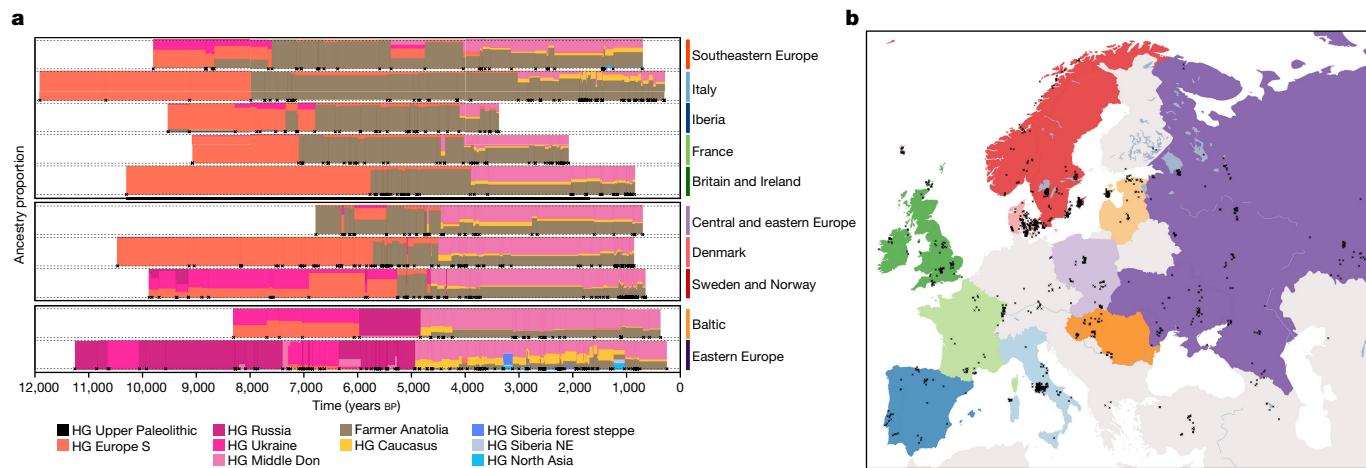 a
b
Southeastern Europe
Italy
Iberia
France
Britain and Ireland
Central and eastern Europe
Denmark
Sweden and Norway
Baltic
Eastern Europe
Ancestry proportion
12,000 11,000 10,000 9,000 8,000 7,000 6,000 5,000 4,000 3,000 2,000 1,000 0
Time (years BP)
HG Upper Paleolithic
HG Europe S
HG Russia
HG Ukraine
HG Middle Don
Farmer Anatolia
HG Caucasus
HG Siberia forest steppe
HG Siberia NE
HG North Asia